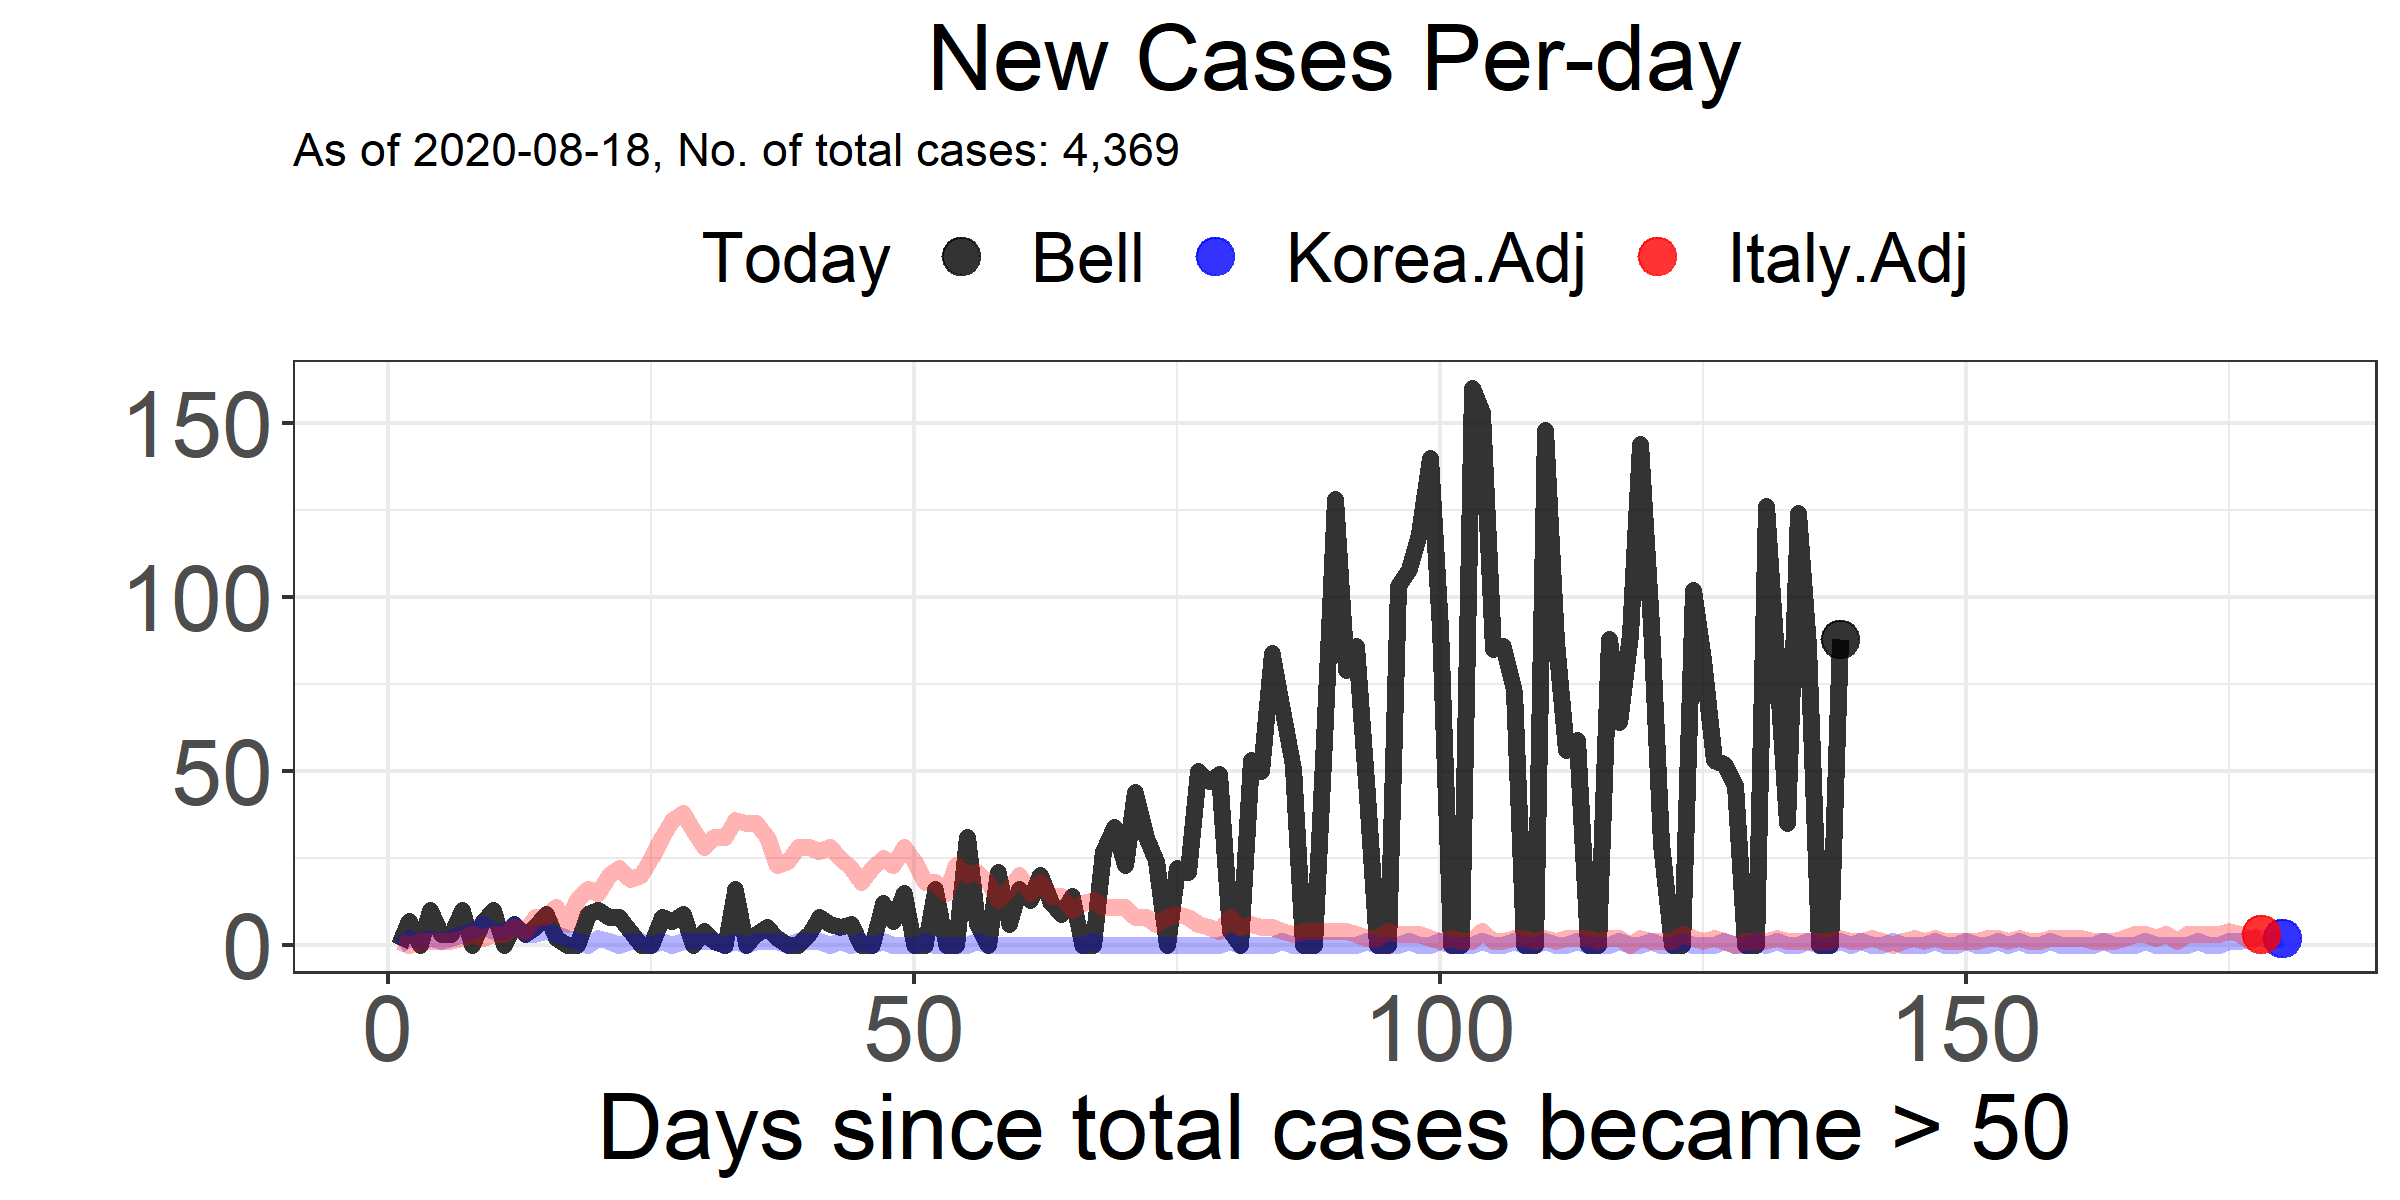 New Cases Per-day
As of 2020-08-18, No. of total cases: 4,369
Today Bell Korea.Adj Italy.Adj
150
100
50
0
0 50 100 150
Days since total cases became > 50